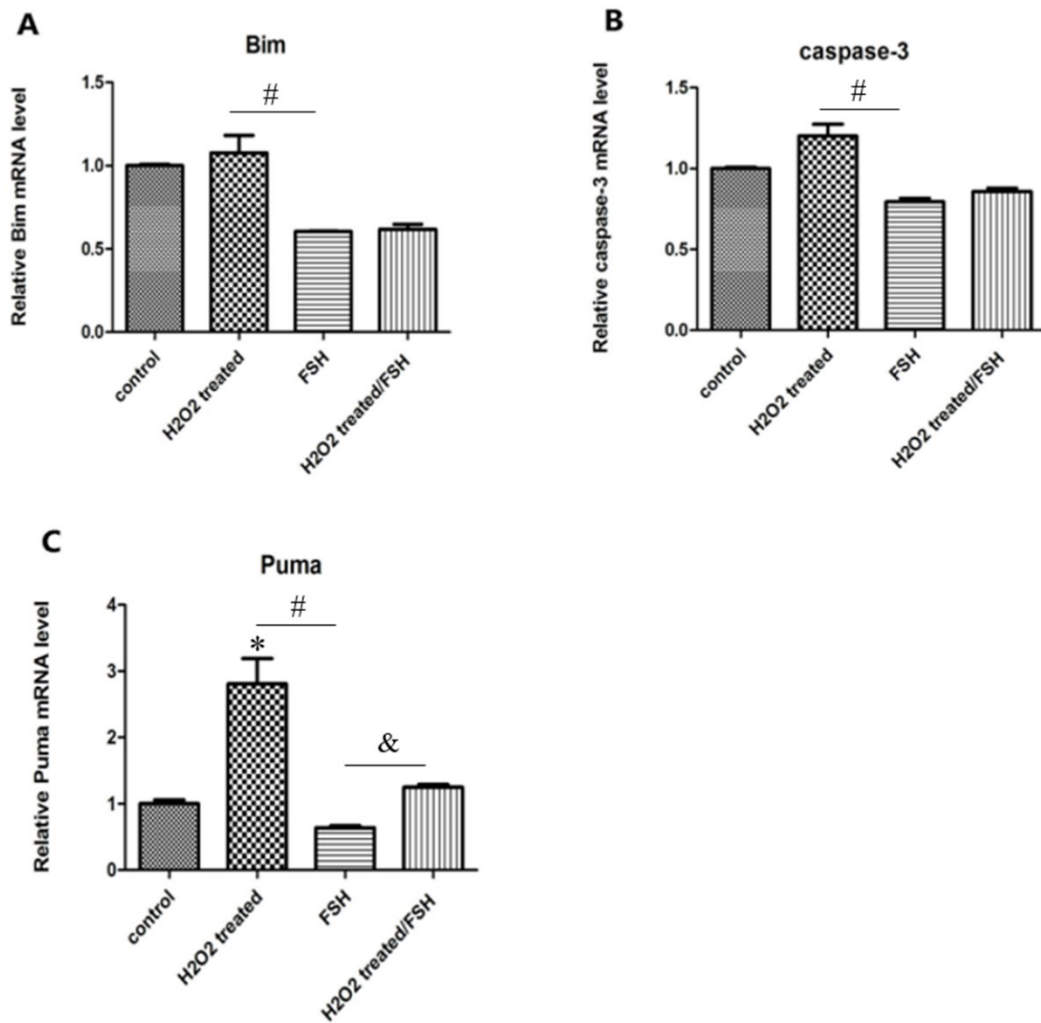 A
Bim
Relative Bim mRNA level
1.5
1.0
0.5
0.0
#
control
H2O2 treated
FSH
H2O2 treated/FSH
B
caspase-3
Relative caspase-3 mRNA level
1.5
1.0
0.5
0.0
#
control
H2O2 treated
FSH
H2O2 treated/FSH
C
Puma
Relative Puma mRNA level
4
3
2
1
0
#
*
&
control
H2O2 treated
FSH
H2O2 treated/FSH